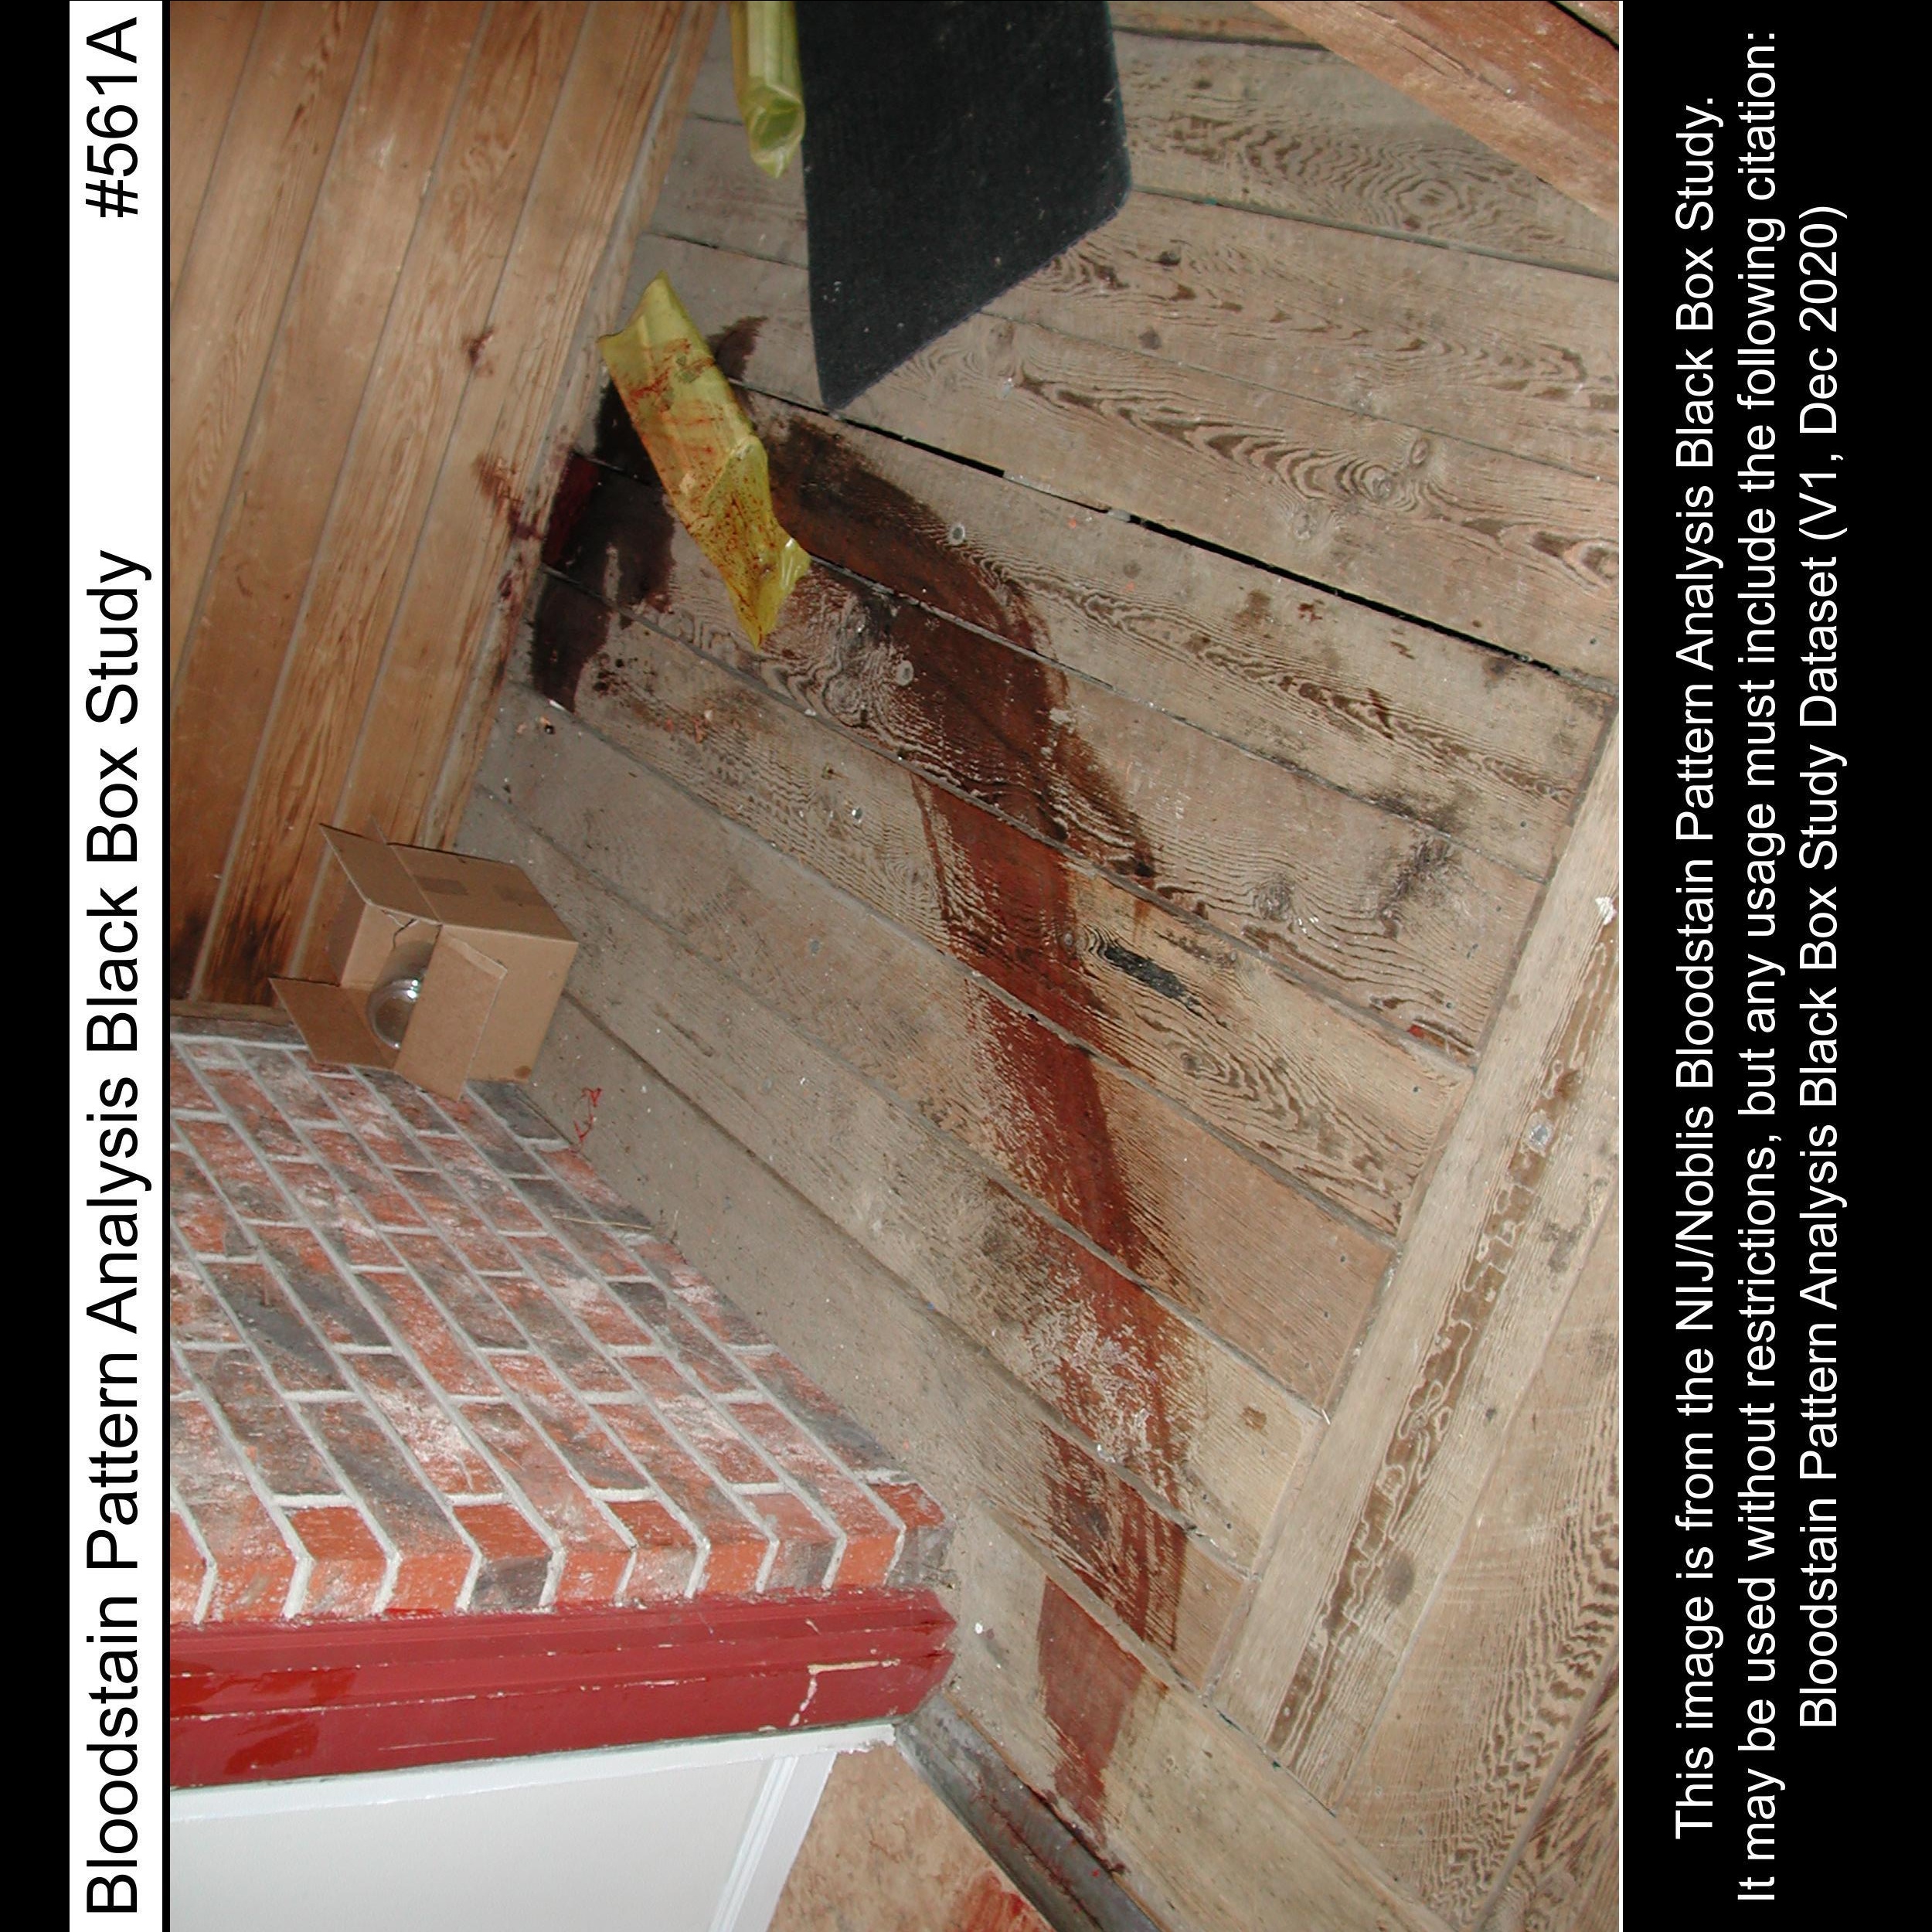 Bloodstain Pattern Analysis Black Box Study #561A
This image is from the NIJ/Noblis Bloodstain Pattern Analysis Black Box Study.
It may be used without restrictions, but any usage must include the following citation:
Bloodstain Pattern Analysis Black Box Study Dataset (V1, Dec 2020)